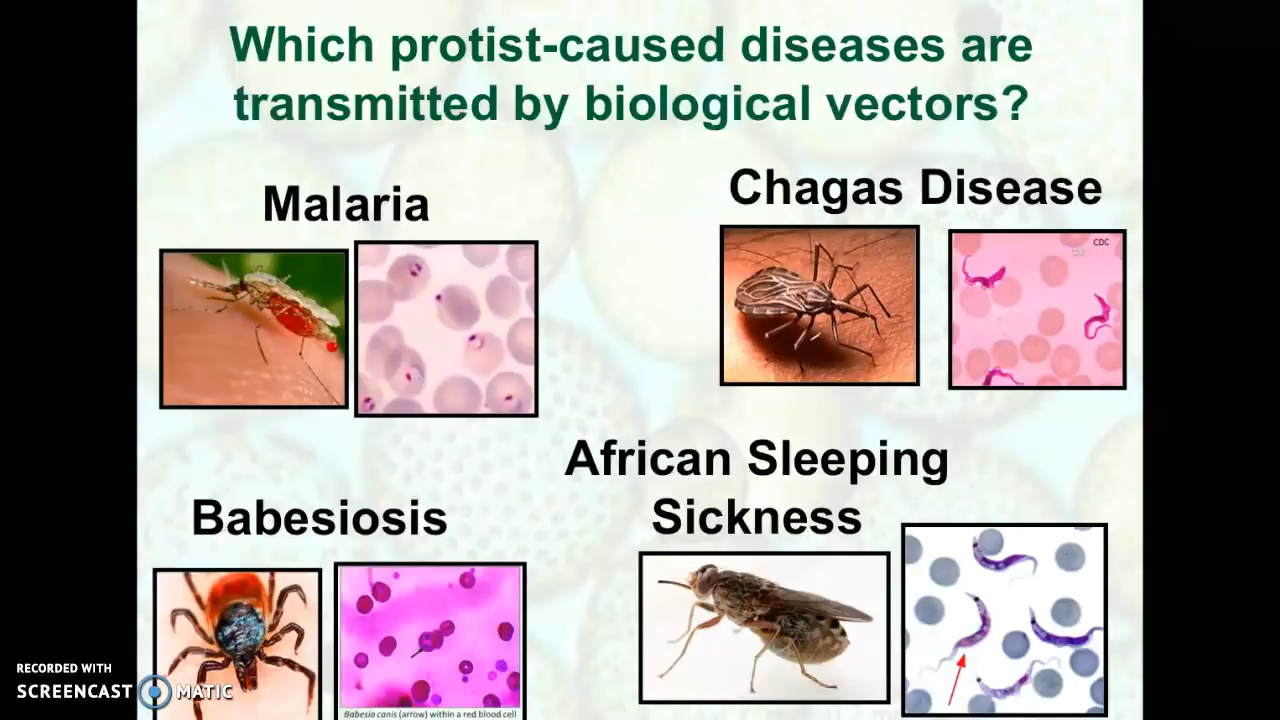 Which protist-caused diseases are
transmitted by biological vectors?
Malaria
Chagas Disease
CDC
African Sleeping
Sickness
Babesiosis
RECORDED WITH
SCREENCAST MATIC
Babesia canis (arrow) within a red blood cell